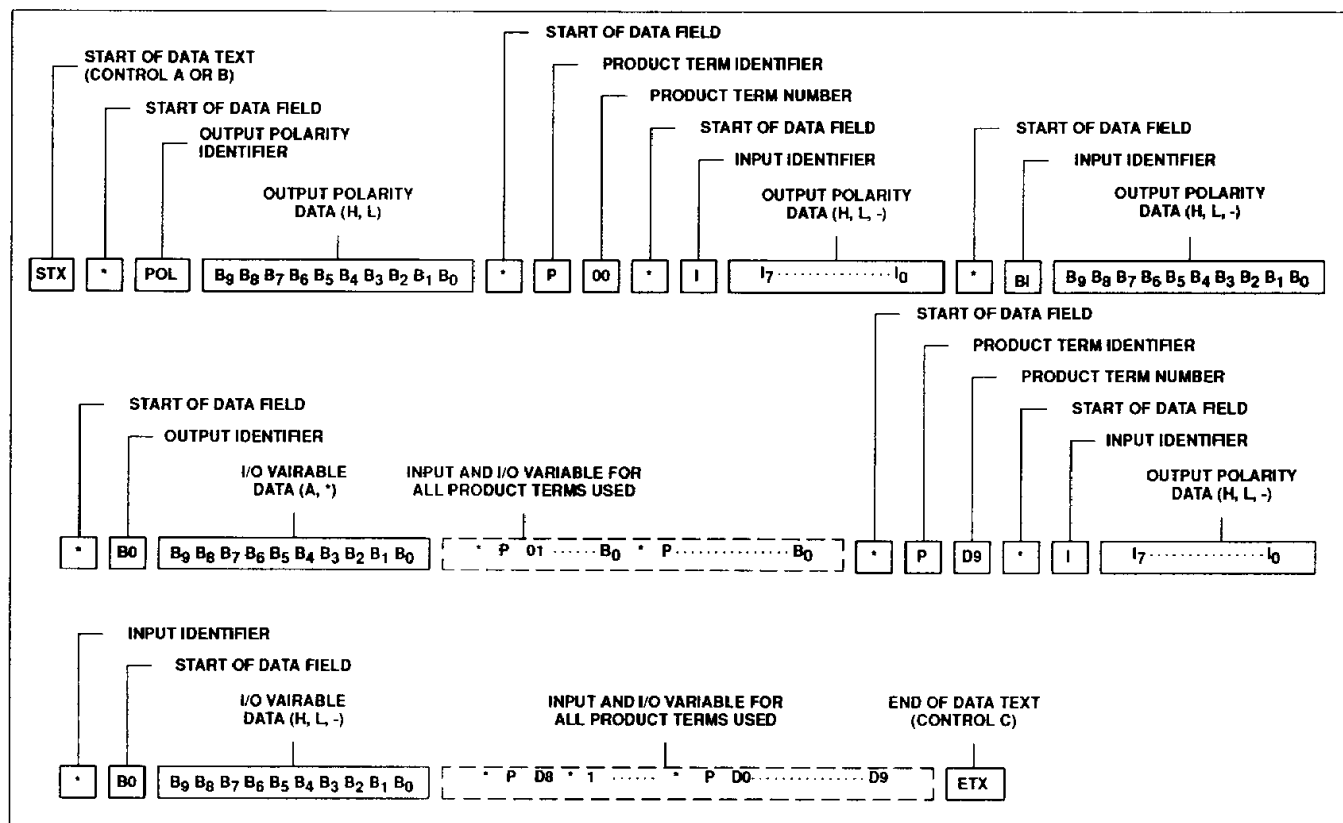 START OF DATA FIELD
START OF DATA TEXT
(CONTROL A OR B)
PRODUCT TERM IDENTIFIER
PRODUCT TERM NUMBER
START OF DATA FIELD
START OF DATA FIELD
START OF DATA FIELD
OUTPUT POLARITY
IDENTIFIER
INPUT IDENTIFIER
INPUT IDENTIFIER
OUTPUT POLARITY
DATA (H, L)
OUTPUT POLARITY
DATA (H, L, -)
OUTPUT POLARITY
DATA (H, L, -)
STX * POL B9 B8 B7 B6 B5 B4 B3 B2 B1 B0 * P 00 * I I7 ............... I0 * BI B9 B8 B7 B6 B5 B4 B3 B2 B1 B0
START OF DATA FIELD
PRODUCT TERM IDENTIFIER
PRODUCT TERM NUMBER
START OF DATA FIELD
START OF DATA FIELD
OUTPUT IDENTIFIER
INPUT IDENTIFIER
I/O VAIRABLE
DATA (A, *)
INPUT AND I/O VARIABLE FOR
ALL PRODUCT TERMS USED
OUTPUT POLARITY
DATA (H, L, -)
* B0 B9 B8 B7 B6 B5 B4 B3 B2 B1 B0 * P 01 ...... B0 * P ............... B0 * P D9 * I I7 ............... I0
INPUT IDENTIFIER
START OF DATA FIELD
I/O VAIRABLE
DATA (H, L, -)
INPUT AND I/O VARIABLE FOR
ALL PRODUCT TERMS USED
END OF DATA TEXT
(CONTROL C)
* B0 B9 B8 B7 B6 B5 B4 B3 B2 B1 B0 * P D8 * 1 ...... * P D0 ............... D9 ETX